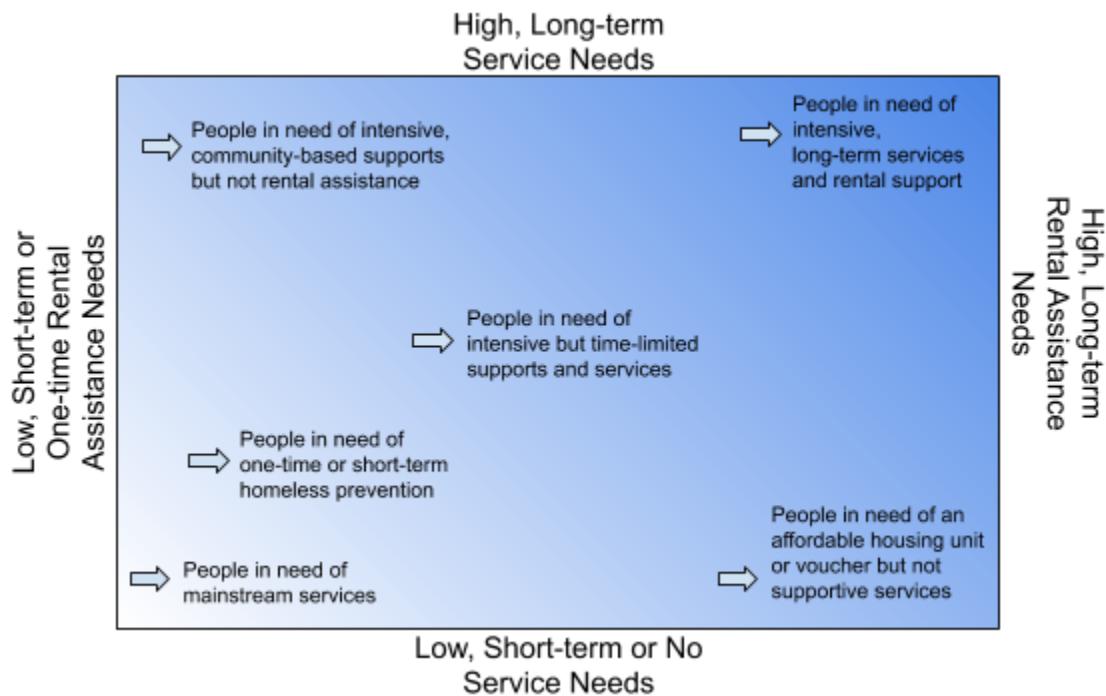 High, Long-term
Service Needs
People in need of intensive,
community-based supports
but not rental assistance
People in need of
intensive,
long-term services
and rental support
Low, Short-term or
One-time Rental
Assistance Needs
High, Long-term
Rental Assistance
Needs
People in need of
intensive but time-limited
supports and services
People in need of
one-time or short-term
homeless prevention
People in need of
mainstream services
People in need of an
affordable housing unit
or voucher but not
supportive services
Low, Short-term or No
Service Needs